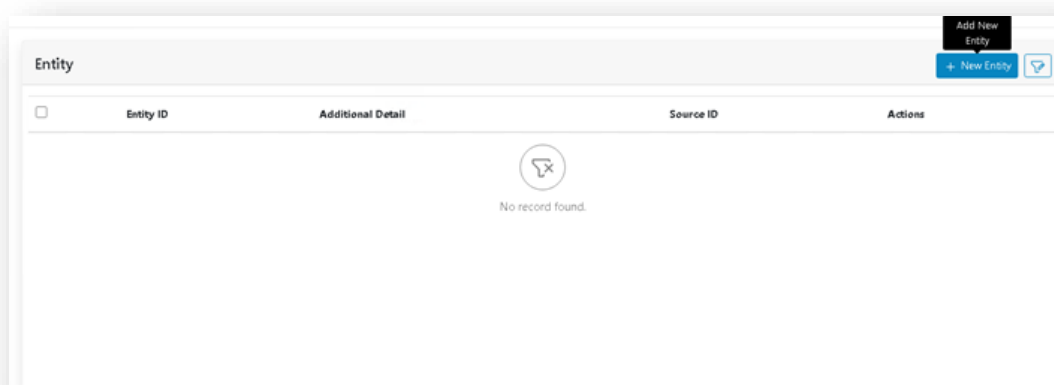 Add New
Entity
Entity
+ New Entity
Entity ID Additional Detail Source ID Actions
No record found.